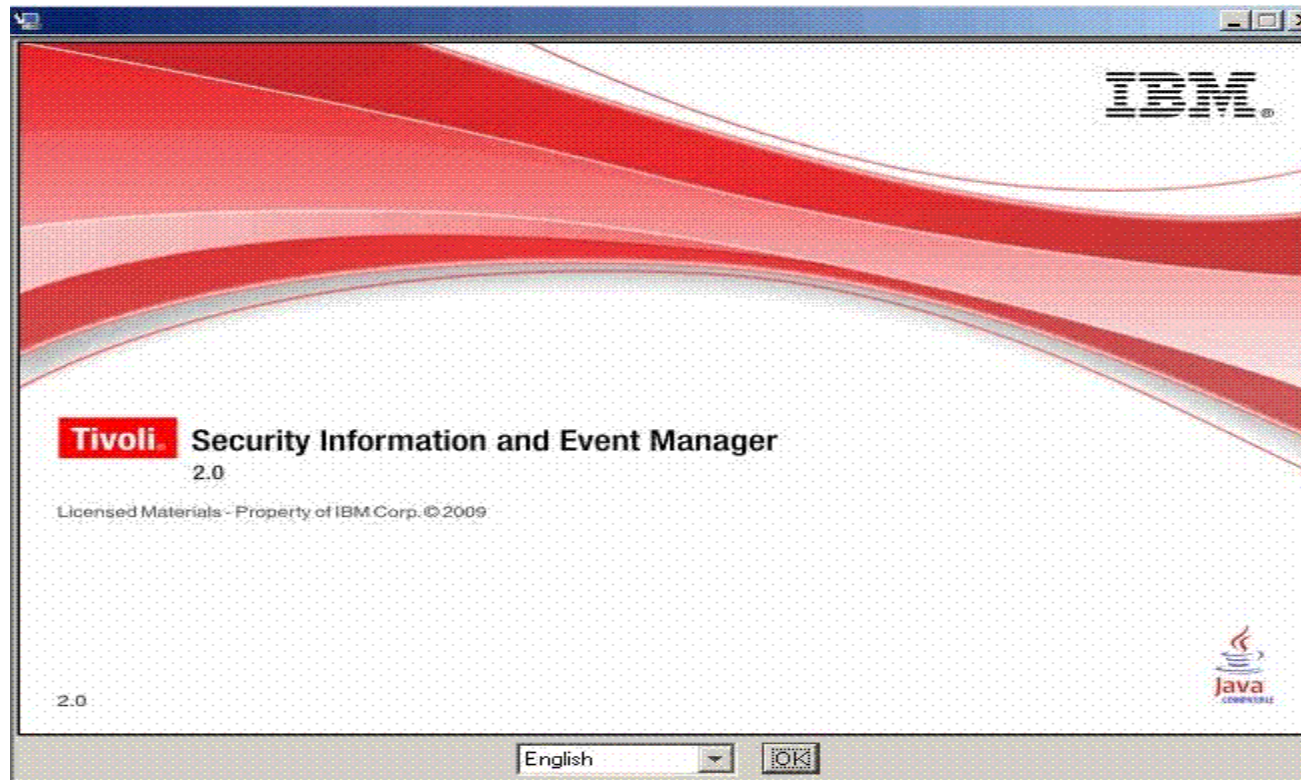 IBM®
Tivoli® Security Information and Event Manager
2.0
Licensed Materials - Property of IBM Corp. © 2009
2.0
Java
COMPATIBLE
English
OK